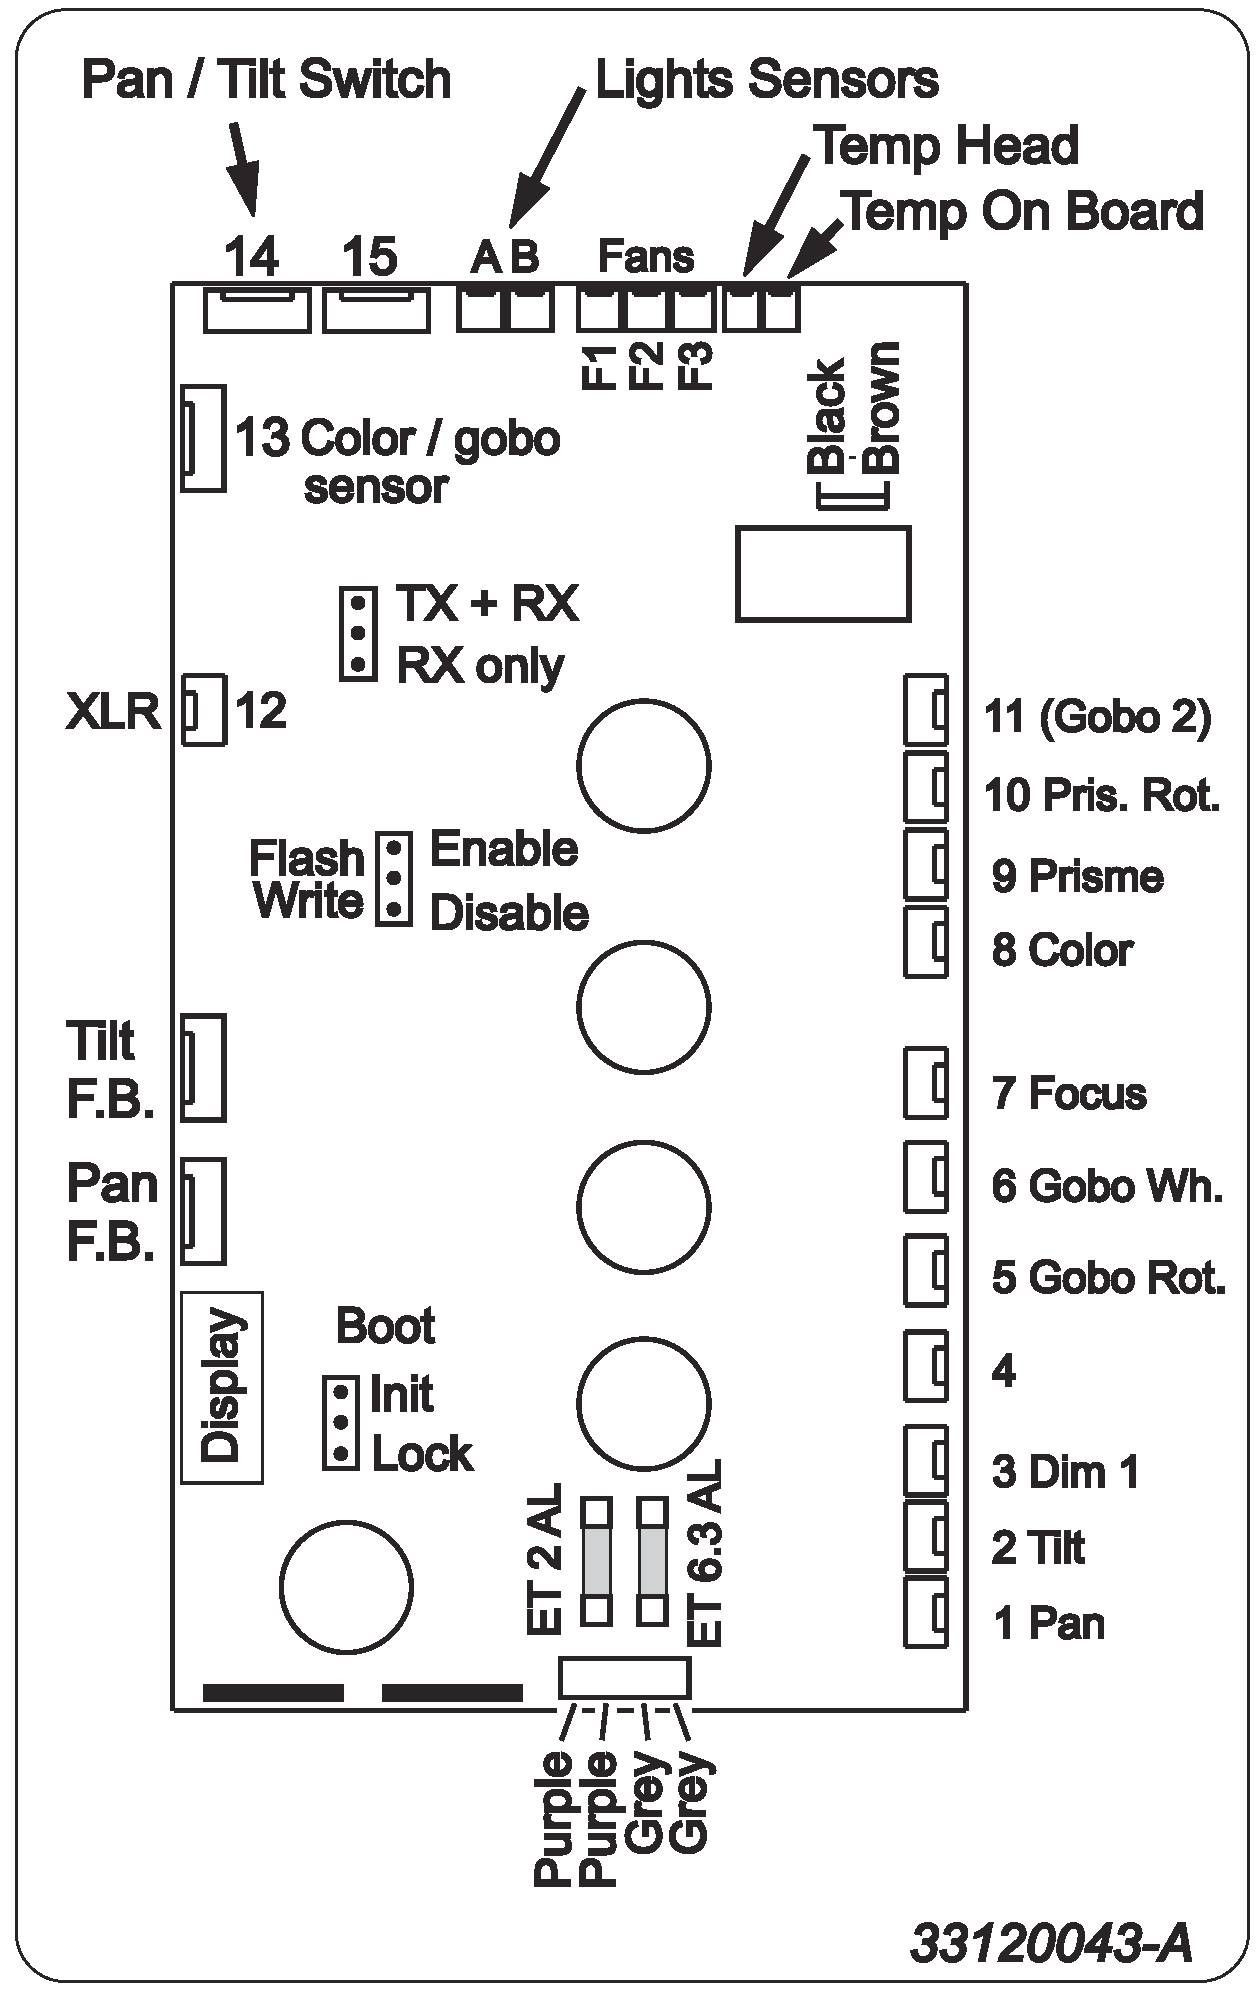 Pan / Tilt Switch
Lights Sensors
Temp Head
Temp On Board
14
15
A B
Fans
F1
F2
F3
Black
Brown
13 Color / gobo
sensor
TX + RX
RX only
XLR
12
11 (Gobo 2)
10 Pris. Rot.
9 Prisme
8 Color
Flash
Write
Enable
Disable
Tilt
F.B.
7 Focus
Pan
F.B.
6 Gobo Wh.
5 Gobo Rot.
Display
Boot
Init
Lock
4
3 Dim 1
2 Tilt
1 Pan
ET 2 AL
ET 6.3 AL
Purple
Purple
Grey
Grey
33120043-A